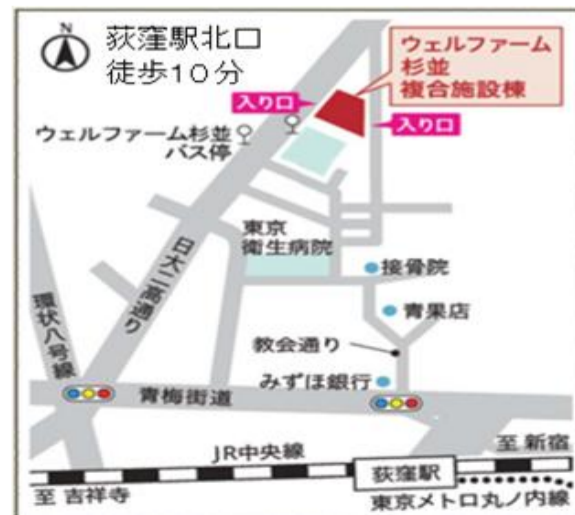 荻窪駅北口
徒歩10分
ウェルファーム
杉並
複合施設棟
入り口
入り口
ウェルファーム杉並
バス停
東京
衛生病院
日大二高通り
接骨院
環状八号線
青果店
教会通り
みずほ銀行
青梅街道
JR中央線
至 新宿
荻窪駅
至 吉祥寺
東京メトロ丸ノ内線